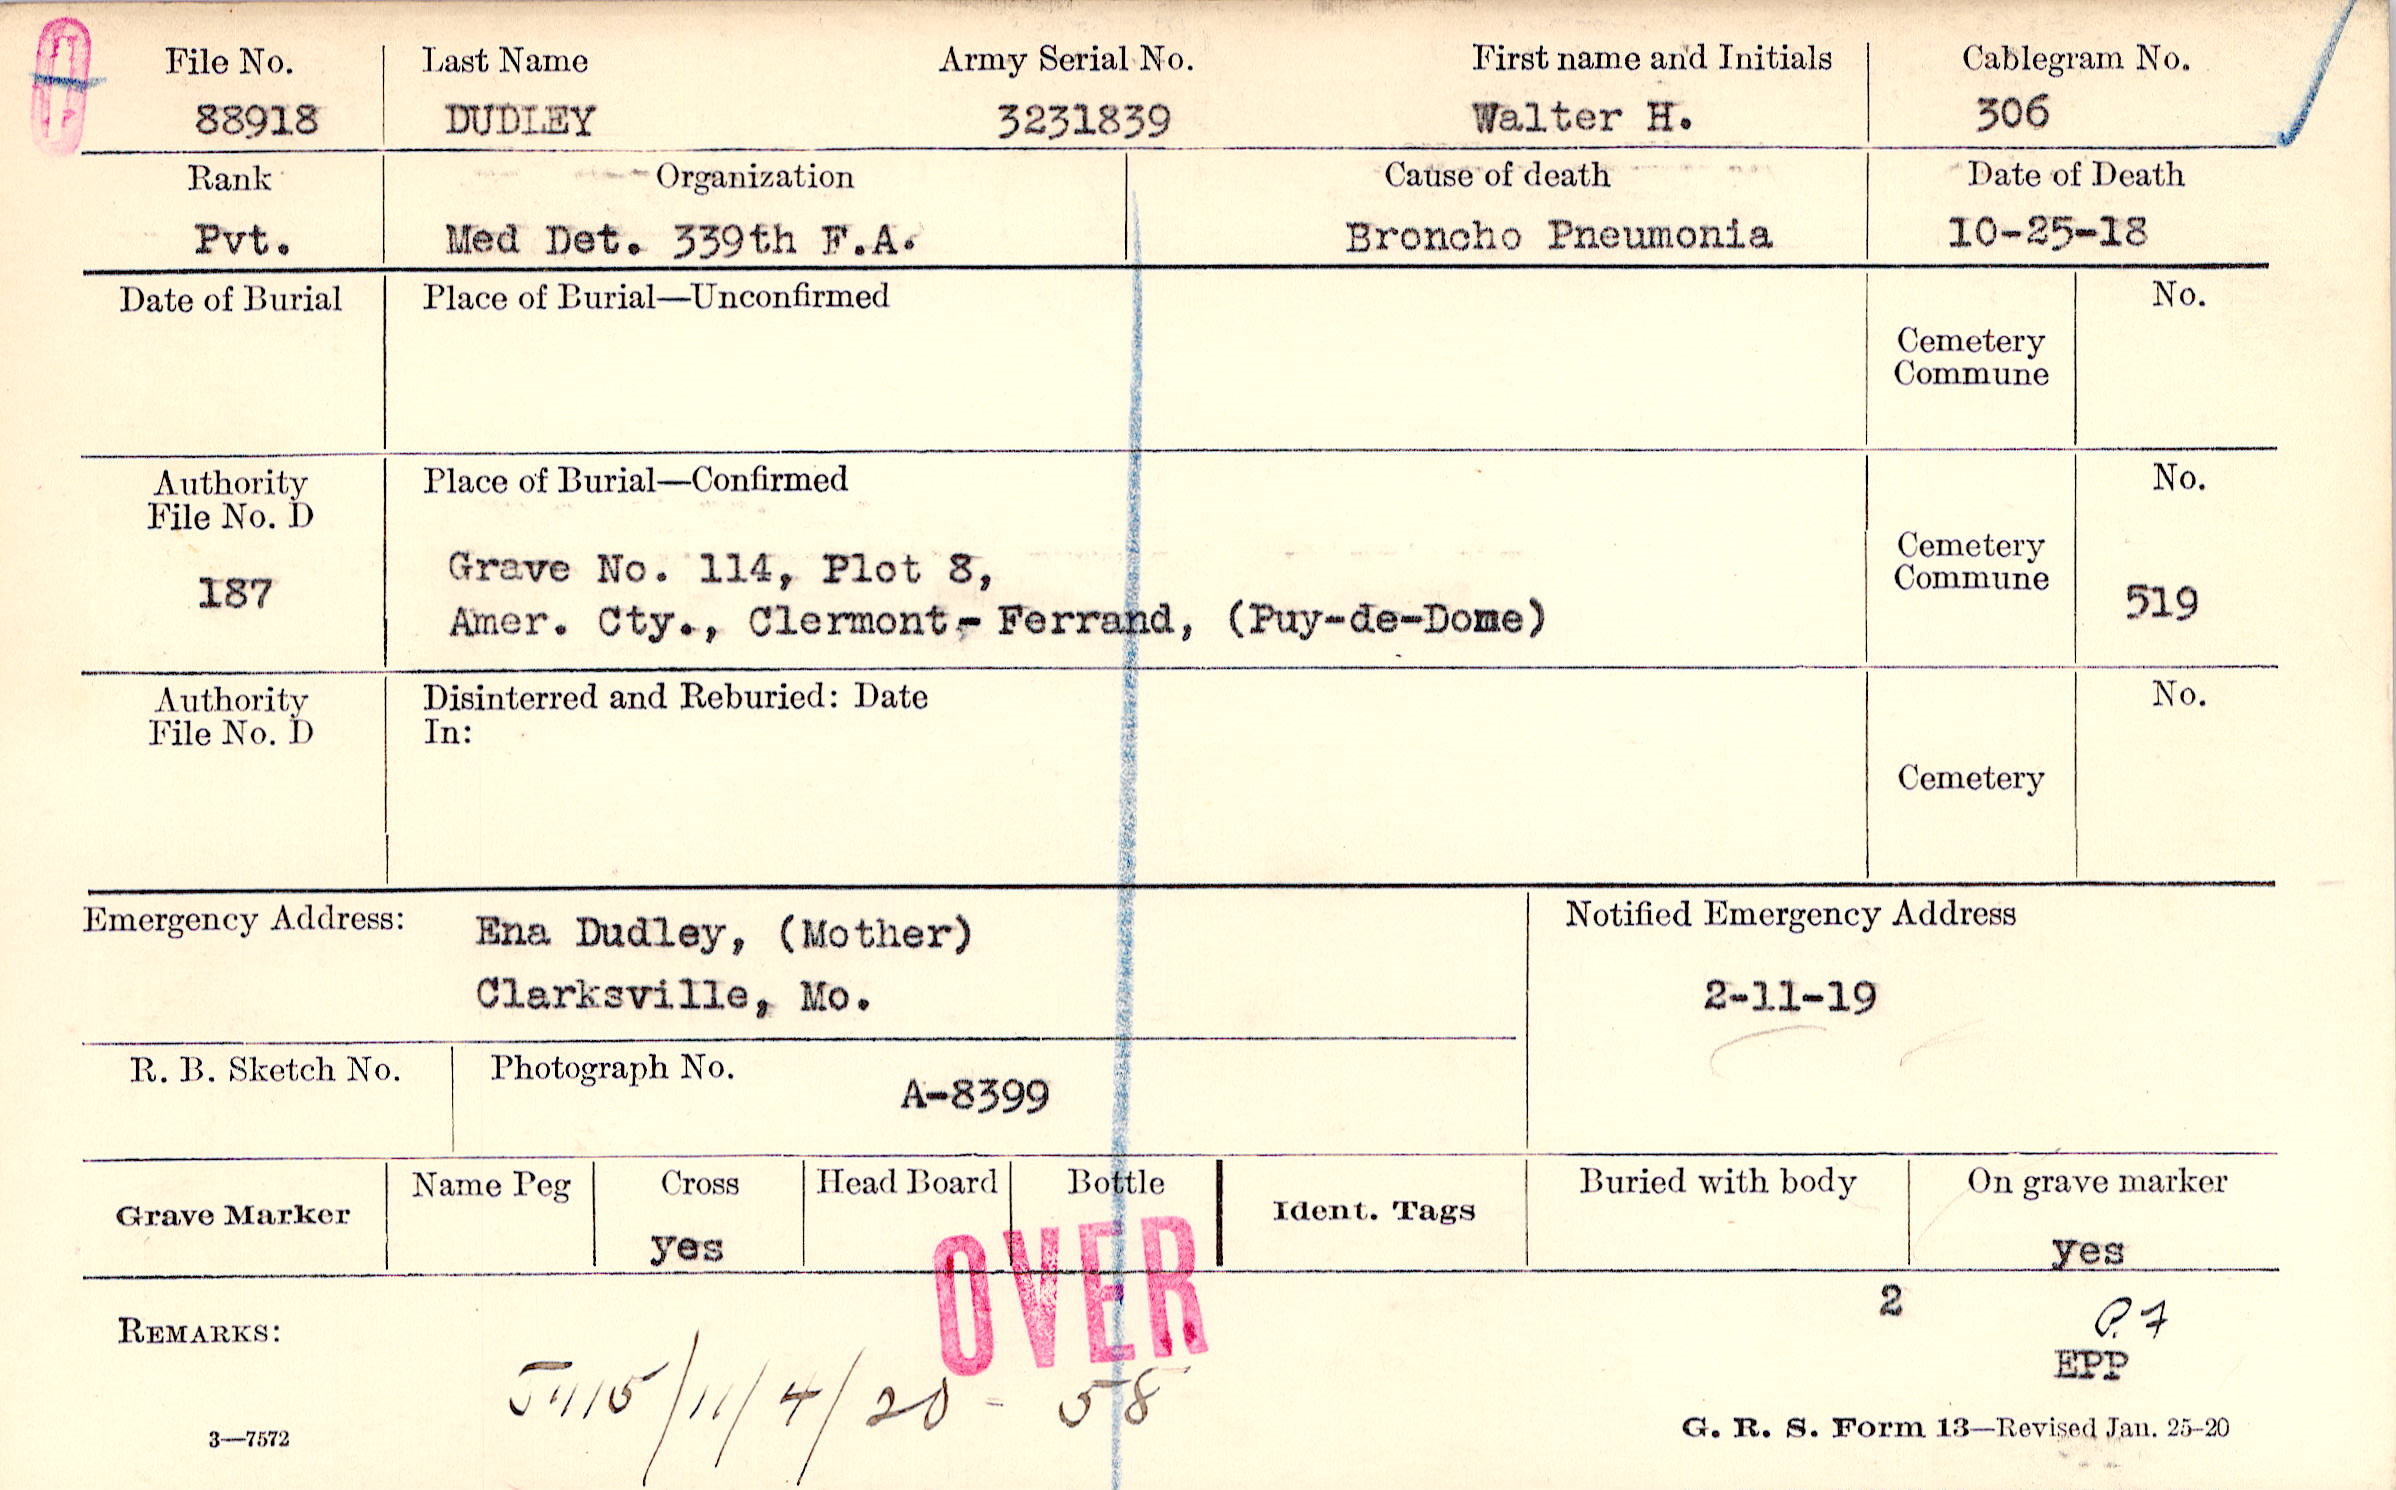 File No. Last Name Army Serial No. First name and Initials Cablegram No.
88918 DUDLEY 3231839 Walter H. 306
Rank Organization Cause of death Date of Death
Pvt. Med Det. 339th F.A. Broncho Pneumonia 10-25-18
Date of Burial Place of Burial—Unconfirmed No.
Cemetery
Commune
Authority Place of Burial—Confirmed No.
File No. D
Grave No. 114, Plot 8, Cemetery
187 Commune 519
Amer. Cty., Clermont-Ferrand, (Puy-de-Dome)
Authority Disinterred and Reburied: Date No.
File No. D In:
Cemetery
Emergency Address: Ena Dudley, (Mother) Notified Emergency Address
Clarksville, Mo. 2-11-19
R. B. Sketch No. Photograph No.
A-8399
Name Peg Cross Head Board Bottle Buried with body On grave marker
Grave Marker Ident. Tags
yes yes
OVER
2
REMARKS:
EPP
/11/4/20 - 58
3—7572 G. R. S. Form 13—Revised Jan. 25-20